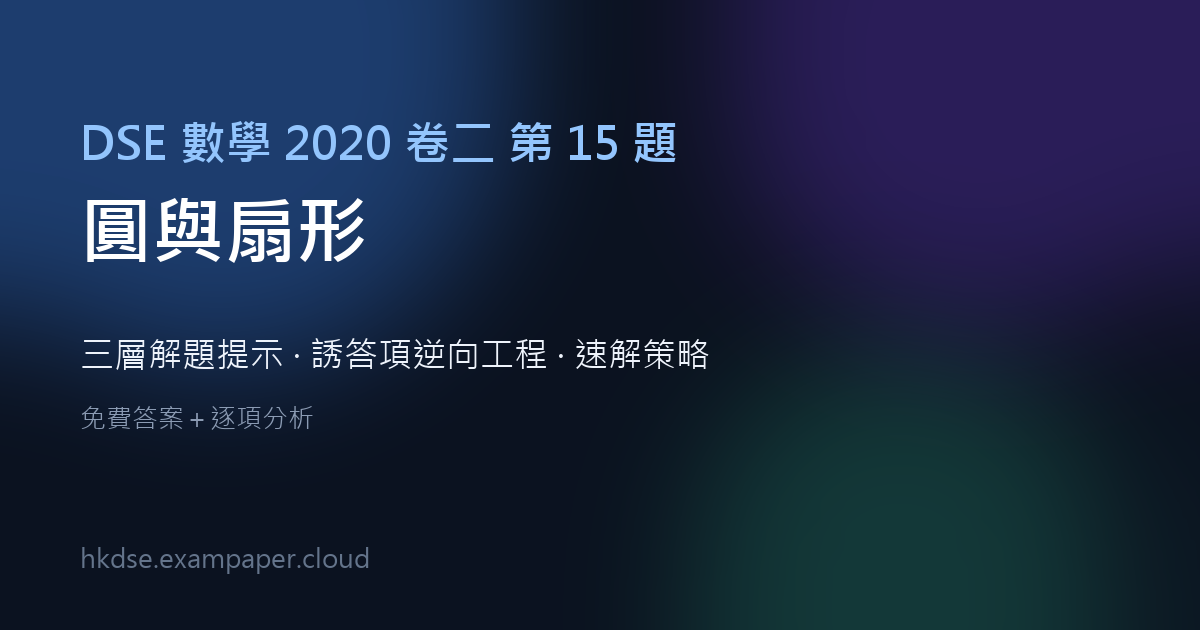 DSE 數學 2020 卷二 第 15 題
圓與扇形
三層解題提示 · 誘答項逆向工程 · 速解策略
免費答案 + 逐項分析
hkdse.exampaper.cloud